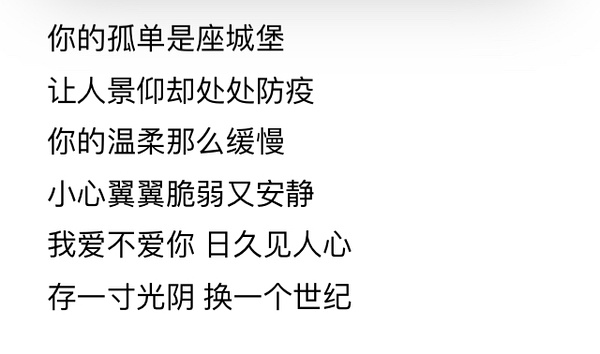 你的孤单是座城堡
让人景仰却处处防疫
你的温柔那么缓慢
小心翼翼脆弱又安静
我爱不爱你 日久见人心
存一寸光阴 换一个世纪